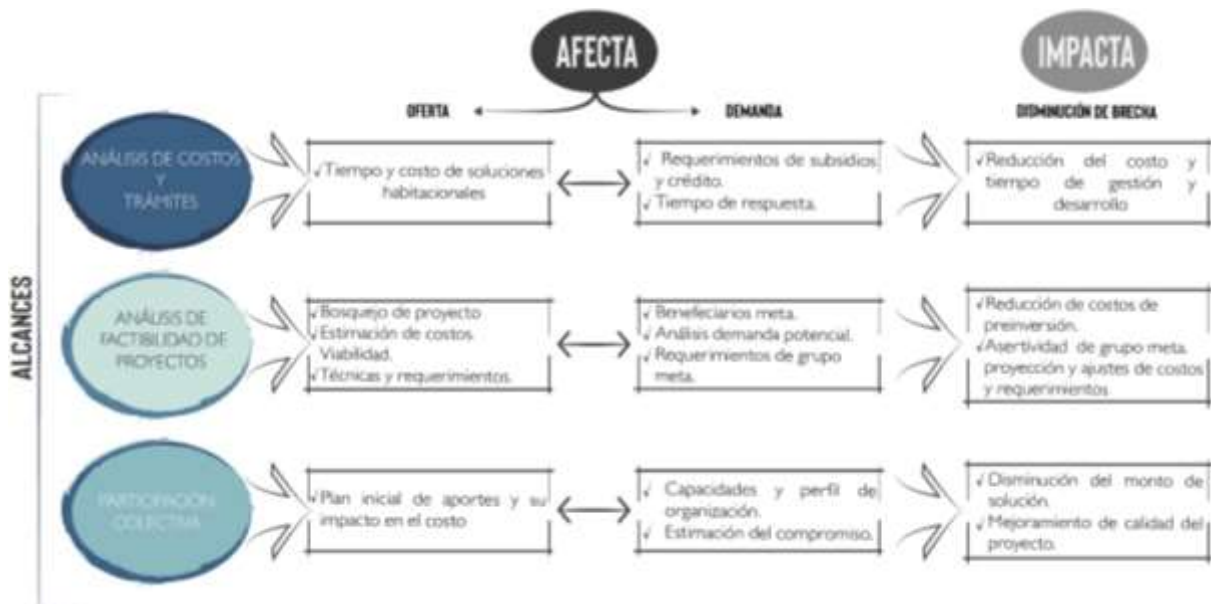 AFECTA
IMPACTA
OFERTA
DEMANDA
DISMINUCIÓN DE BRECHA
ALCANCES
ANÁLISIS DE COSTOS
Y
TRÁMITES
√Tiempo y costo de soluciones
habitacionales
√ Requerimientos de subsidios
y crédito.
√ Tiempo de respuesta.
√Reducción del costo y
tiempo de gestión y
desarrollo
ANÁLISIS DE
FACTIBILIDAD DE
PROYECTOS
√Bosquejo de proyecto
√Estimación de costos
Viabilidad.
√Técnicas y requerimientos.
√Beneficiarios meta.
√Análisis demanda potencial.
√Requerimientos de grupo
meta.
√Reducción de costos de
preinversión.
√Asertividad de grupo meta.
proyección y ajustes de costos
y requerimientos
PARTICIPACIÓN
COLECTIVA
√Plan inicial de aportes y su
impacto en el costo
√ Capacidades y perfil de
organización.
√ Estimación del compromiso.
√ Disminución del monto de
solución.
√Mejoramiento de calidad del
proyecto.